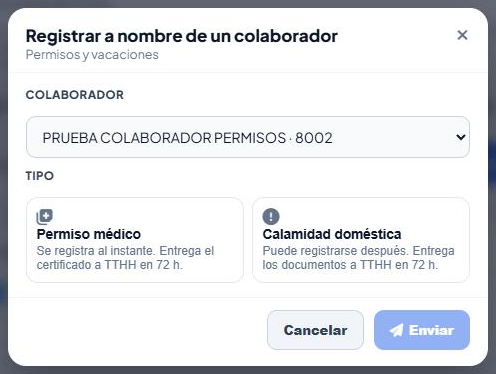 Registrar a nombre de un colaborador
Permisos y vacaciones
COLABORADOR
PRUEBA COLABORADOR PERMISOS · 8002
TIPO
Permiso médico
Se registra al instante. Entrega el
certificado a TTHH en 72 h.
Calamidad doméstica
Puede registrarse después. Entrega
los documentos a TTHH en 72 h.
Cancelar
Enviar